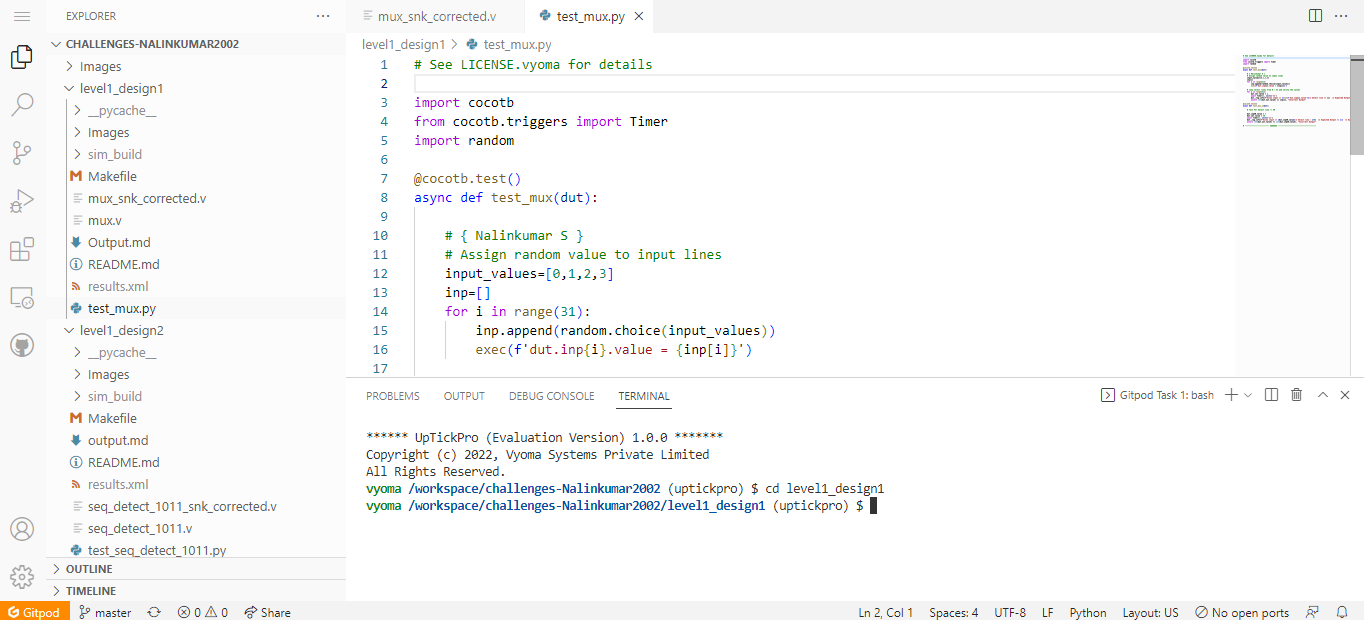 EXPLORER
CHALLENGES-NALINKUMAR2002
Images
level1_design1
__pycache__
Images
sim_build
Makefile
mux_snk_corrected.v
mux.v
Output.md
README.md
results.xml
test_mux.py
level1_design2
__pycache__
Images
sim_build
Makefile
output.md
README.md
results.xml
seq_detect_1011_snk_corrected.v
seq_detect_1011.v
test_seq_detect_1011.py
OUTLINE
TIMELINE
mux_snk_corrected.v test_mux.py
level1_design1 > test_mux.py
1 # See LICENSE.vyoma for details
2
3 import cocotb
4 from cocotb.triggers import Timer
5 import random
6
7 @cocotb.test()
8 async def test_mux(dut):
9
10 # { Nalinkumar S }
11 # Assign random value to input lines
12 input_values=[0,1,2,3]
13 inp=[]
14 for i in range(31):
15 inp.append(random.choice(input_values))
16 exec(f'dut.inp{i}.value = {inp[i]}')
17
PROBLEMS OUTPUT DEBUG CONSOLE TERMINAL Gitpod Task 1: bash
****** UpTickPro (Evaluation Version) 1.0.0 *******
Copyright (c) 2022, Vyoma Systems Private Limited
All Rights Reserved.
vyoma /workspace/challenges-Nalinkumar2002 (uptickpro) $ cd level1_design1
vyoma /workspace/challenges-Nalinkumar2002/level1_design1 (uptickpro) $
Gitpod master 0 0 Share Ln 2, Col 1 Spaces: 4 UTF-8 LF Python Layout: US No open ports